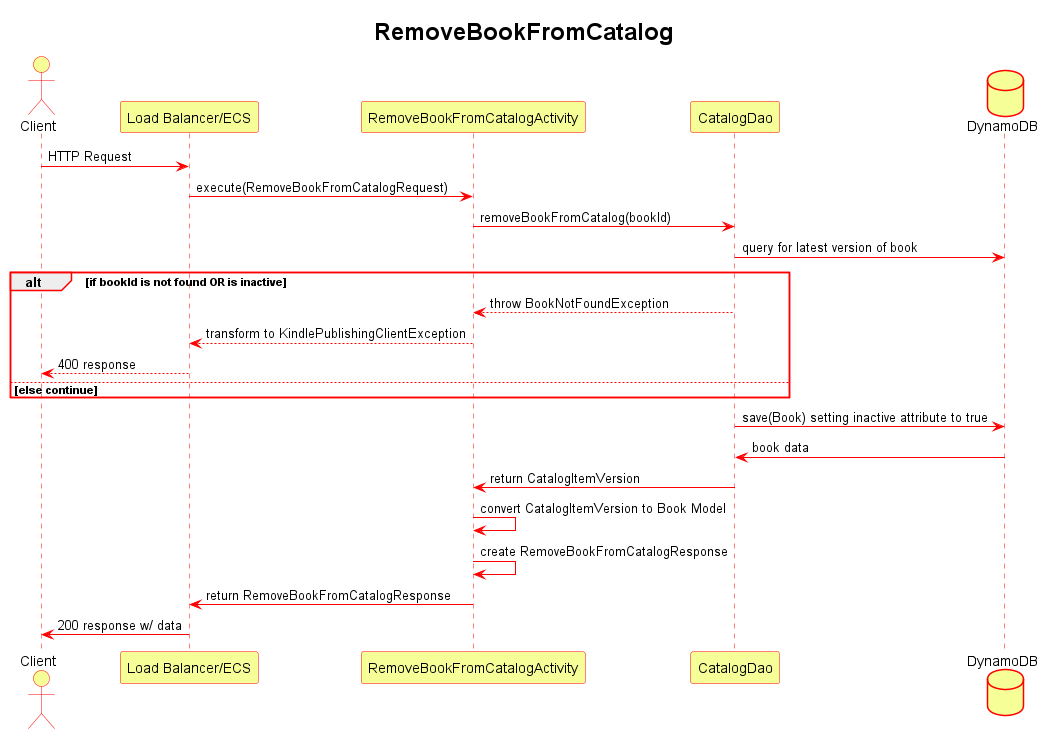 RemoveBookFromCatalog
Client
Load Balancer/ECS
RemoveBookFromCatalogActivity
CatalogDao
DynamoDB
HTTP Request
execute(RemoveBookFromCatalogRequest)
removeBookFromCatalog(bookId)
query for latest version of book
alt [if bookId is not found OR is inactive]
throw BookNotFoundException
transform to KindlePublishingClientException
400 response
[else continue]
save(Book) setting inactive attribute to true
book data
return CatalogItemVersion
convert CatalogItemVersion to Book Model
create RemoveBookFromCatalogResponse
return RemoveBookFromCatalogResponse
200 response w/ data
Client
Load Balancer/ECS
RemoveBookFromCatalogActivity
CatalogDao
DynamoDB